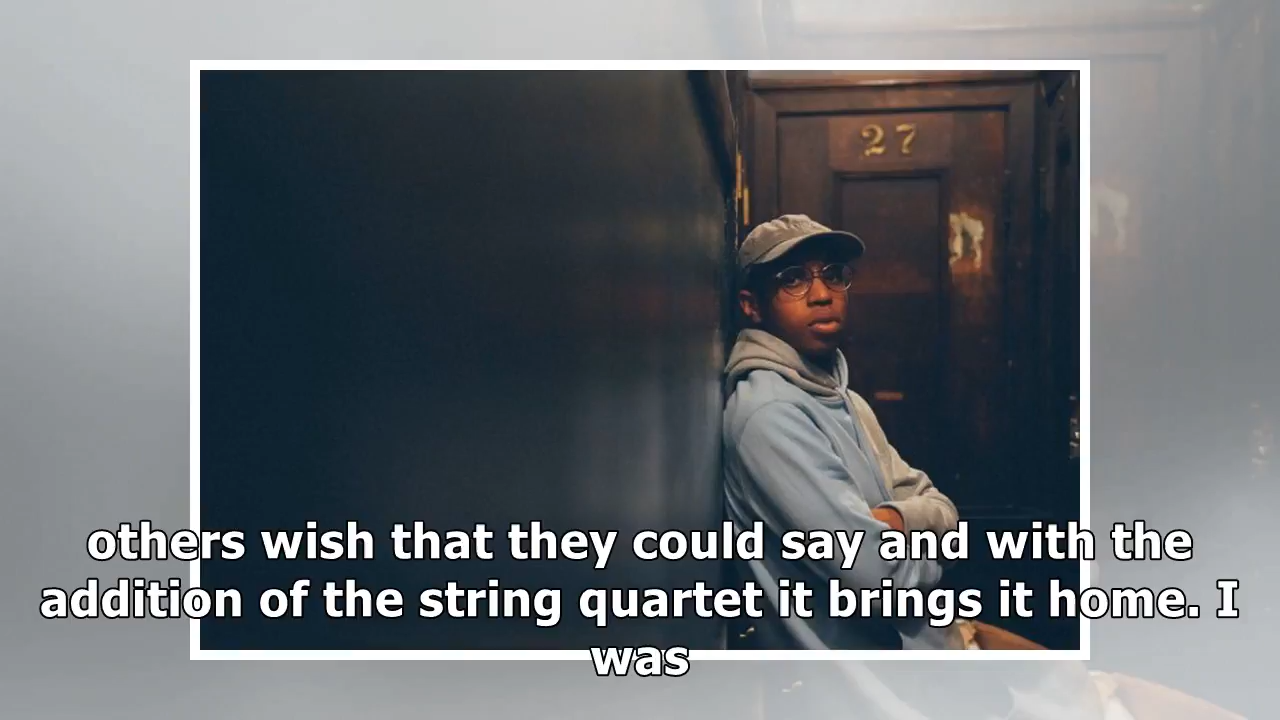 27
others wish that they could say and with the
addition of the string quartet it brings it home. I
was